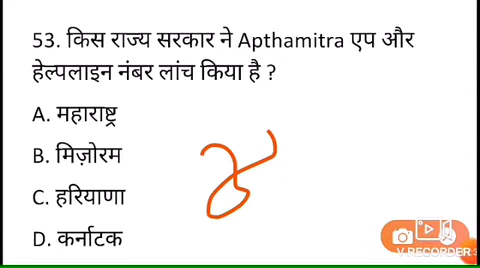 53. किस राज्य सरकार ने Apthamitra एप और
हेल्पलाइन नंबर लांच किया है ?
A. महाराष्ट्र
B. मिज़ोरम
C. हरियाणा
D. कर्नाटक
V RECORDER